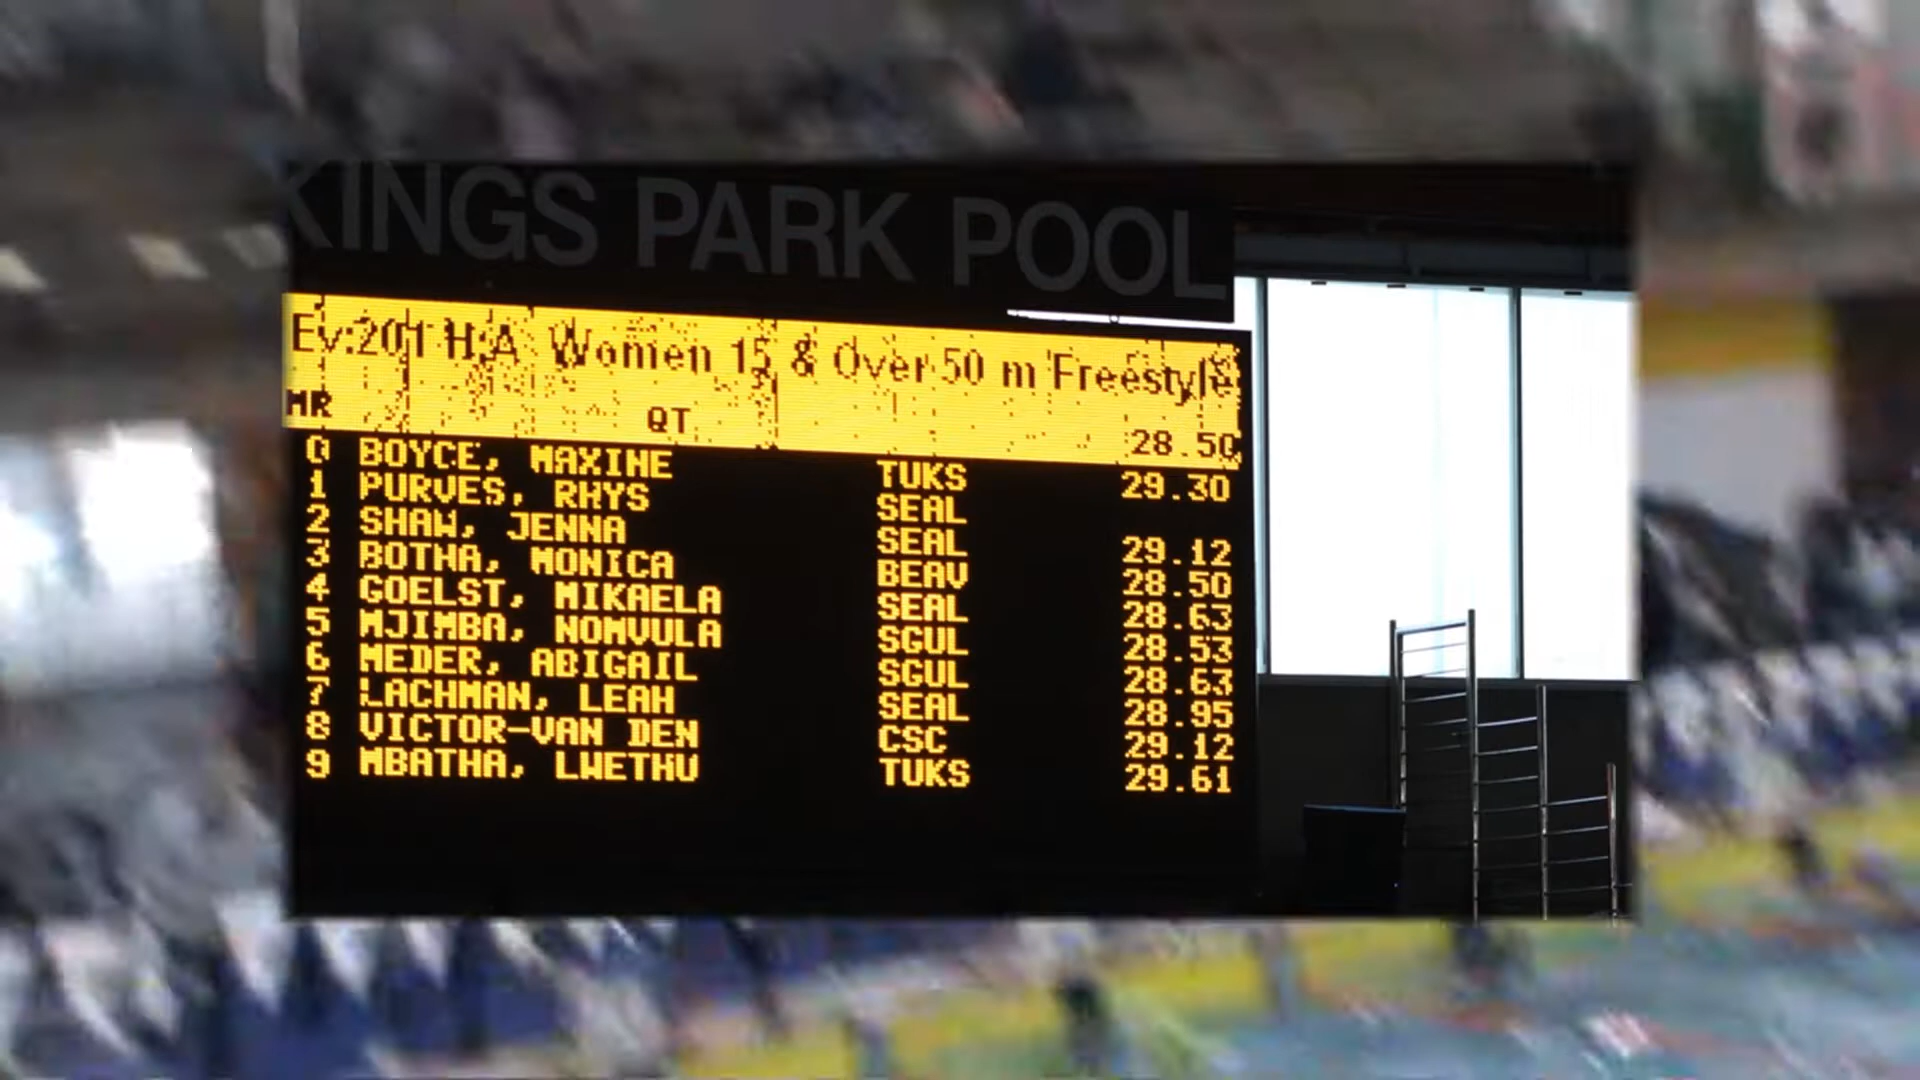 KINGS PARK POOL
Ev:201 H:A Women 15 & Over 50 m Freestyle
MR QT 28.50
0 BOYCE, MAXINE TUKS 29.30
1 PURVES, RHYS SEAL
2 SHAW, JENNA SEAL 29.12
3 BOTHA, MONICA BEAV 28.50
4 GOELST, MIKAELA SEAL 28.63
5 MJIMBA, NOMVULA SGUL 28.53
6 MEDER, ABIGAIL SGUL 28.63
7 LACHMAN, LEAH SEAL 28.95
8 VICTOR-VAN DEN CSC 29.12
9 MBATHA, LWETHU TUKS 29.61